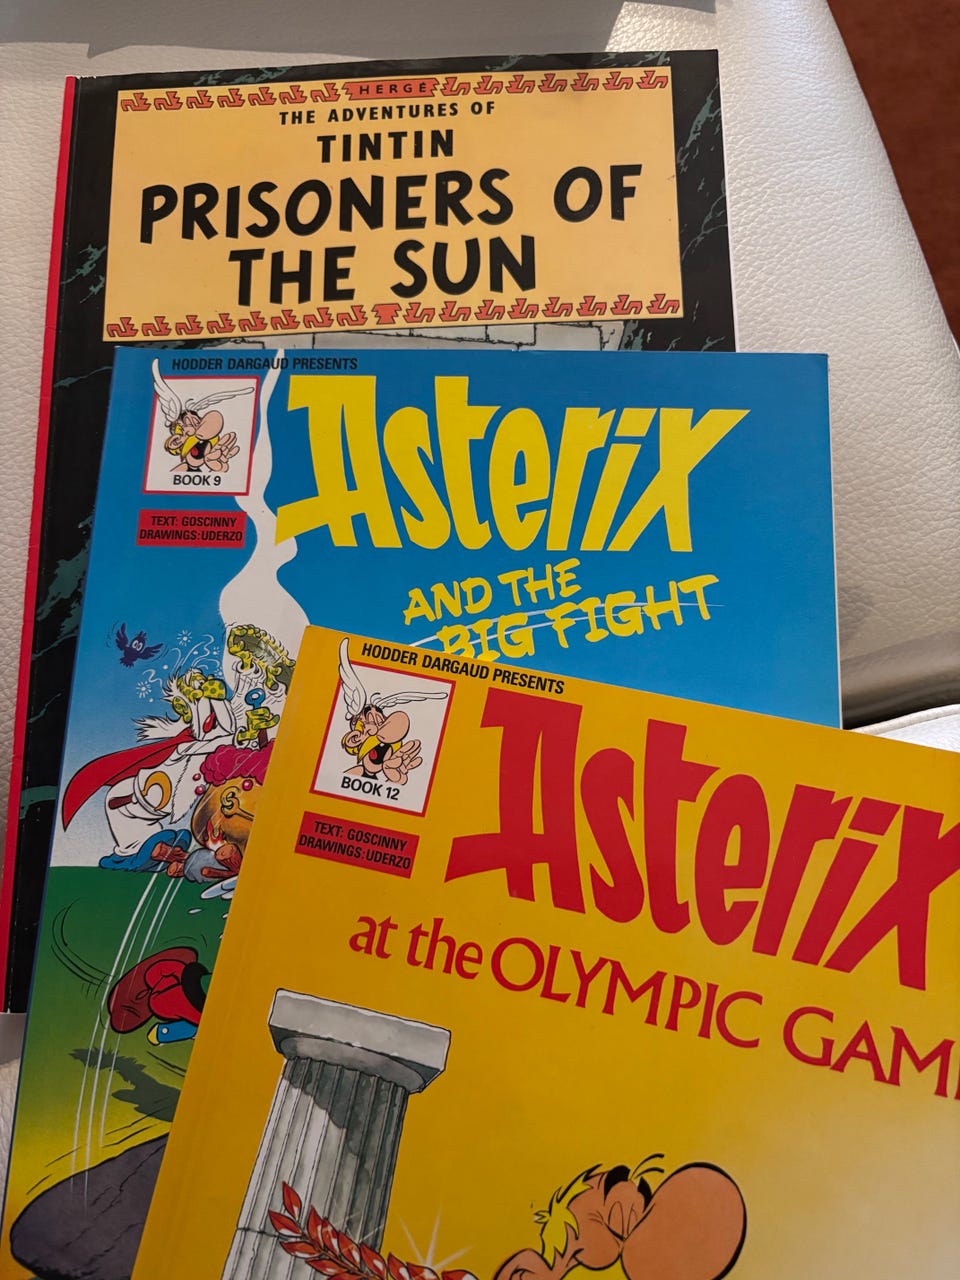 HERGÉ
THE ADVENTURES OF
TINTIN
PRISONERS OF
THE SUN
HODDER DARGAUD PRESENTS
BOOK 9
TEXT: GOSCINNY
DRAWINGS: UDERZO
Asterix
AND THE
BIG FIGHT
HODDER DARGAUD PRESENTS
BOOK 12
TEXT: GOSCINNY
DRAWINGS: UDERZO
Asterix
at the OLYMPIC GAM